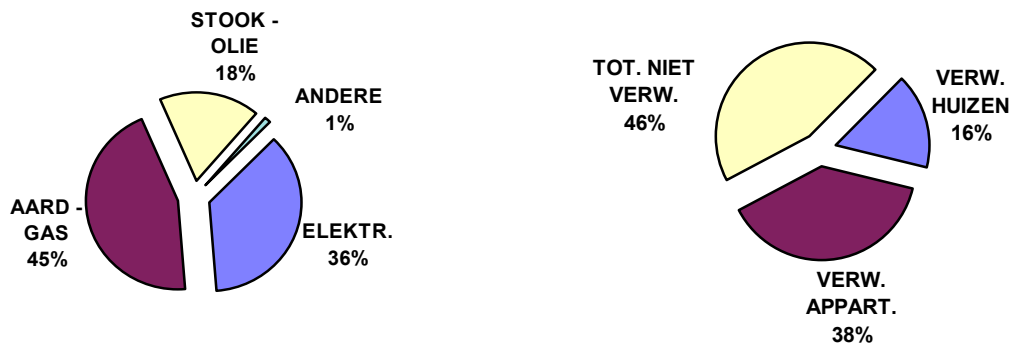 STOOK -
OLIE
18%
ANDERE
1%
AARD -
GAS
45%
ELEKTR.
36%
TOT. NIET
VERW.
46%
VERW.
HUIZEN
16%
VERW.
APPART.
38%